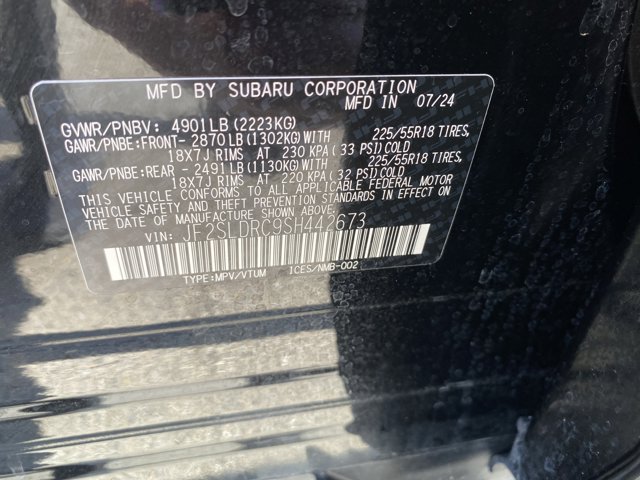 MFD BY SUBARU CORPORATION
MFD IN 07/24
GVWR/PNBV: 4901LB (2223KG)
GAWR/PNBE:FRONT- 2870LB (1302KG) WITH 225/55R18 TIRES,
18X7J RIMS AT 230 KPA (33 PSI) COLD
GAWR/PNBE:REAR - 2491LB (1130KG) WITH 225/55R18 TIRES,
18X7J RIMS AT 220 KPA (32 PSI) COLD
THIS VEHICLE CONFORMS TO ALL APPLICABLE FEDERAL MOTOR
VEHICLE SAFETY AND THEFT PREVENTION STANDARDS IN EFFECT ON
THE DATE OF MANUFACTURE SHOWN ABOVE.
VIN: JF2SLDRC9SH442673
TYPE:MPV/VTUM ICES/NMB-002